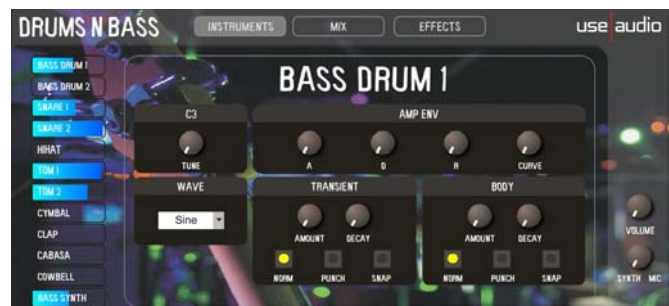 DRUMS N BASS
INSTRUMENTS MIX EFFECTS
use audio
BASS DRUM 1
BASS DRUM 2
SNARE 1
SNARE 2
HIHAT
TOM 1
TOM 2
CYMBAL
CLAP
CABASA
COWBELL
BASS SYNTH
BASS DRUM 1
C3
TUNE
AMP ENV
A D R CURVE
WAVE
Sine
TRANSIENT
AMOUNT DECAY
NORM PUNCH SNAP
BODY
AMOUNT DECAY
NORM PUNCH SNAP
VOLUME
SYNTH MIC